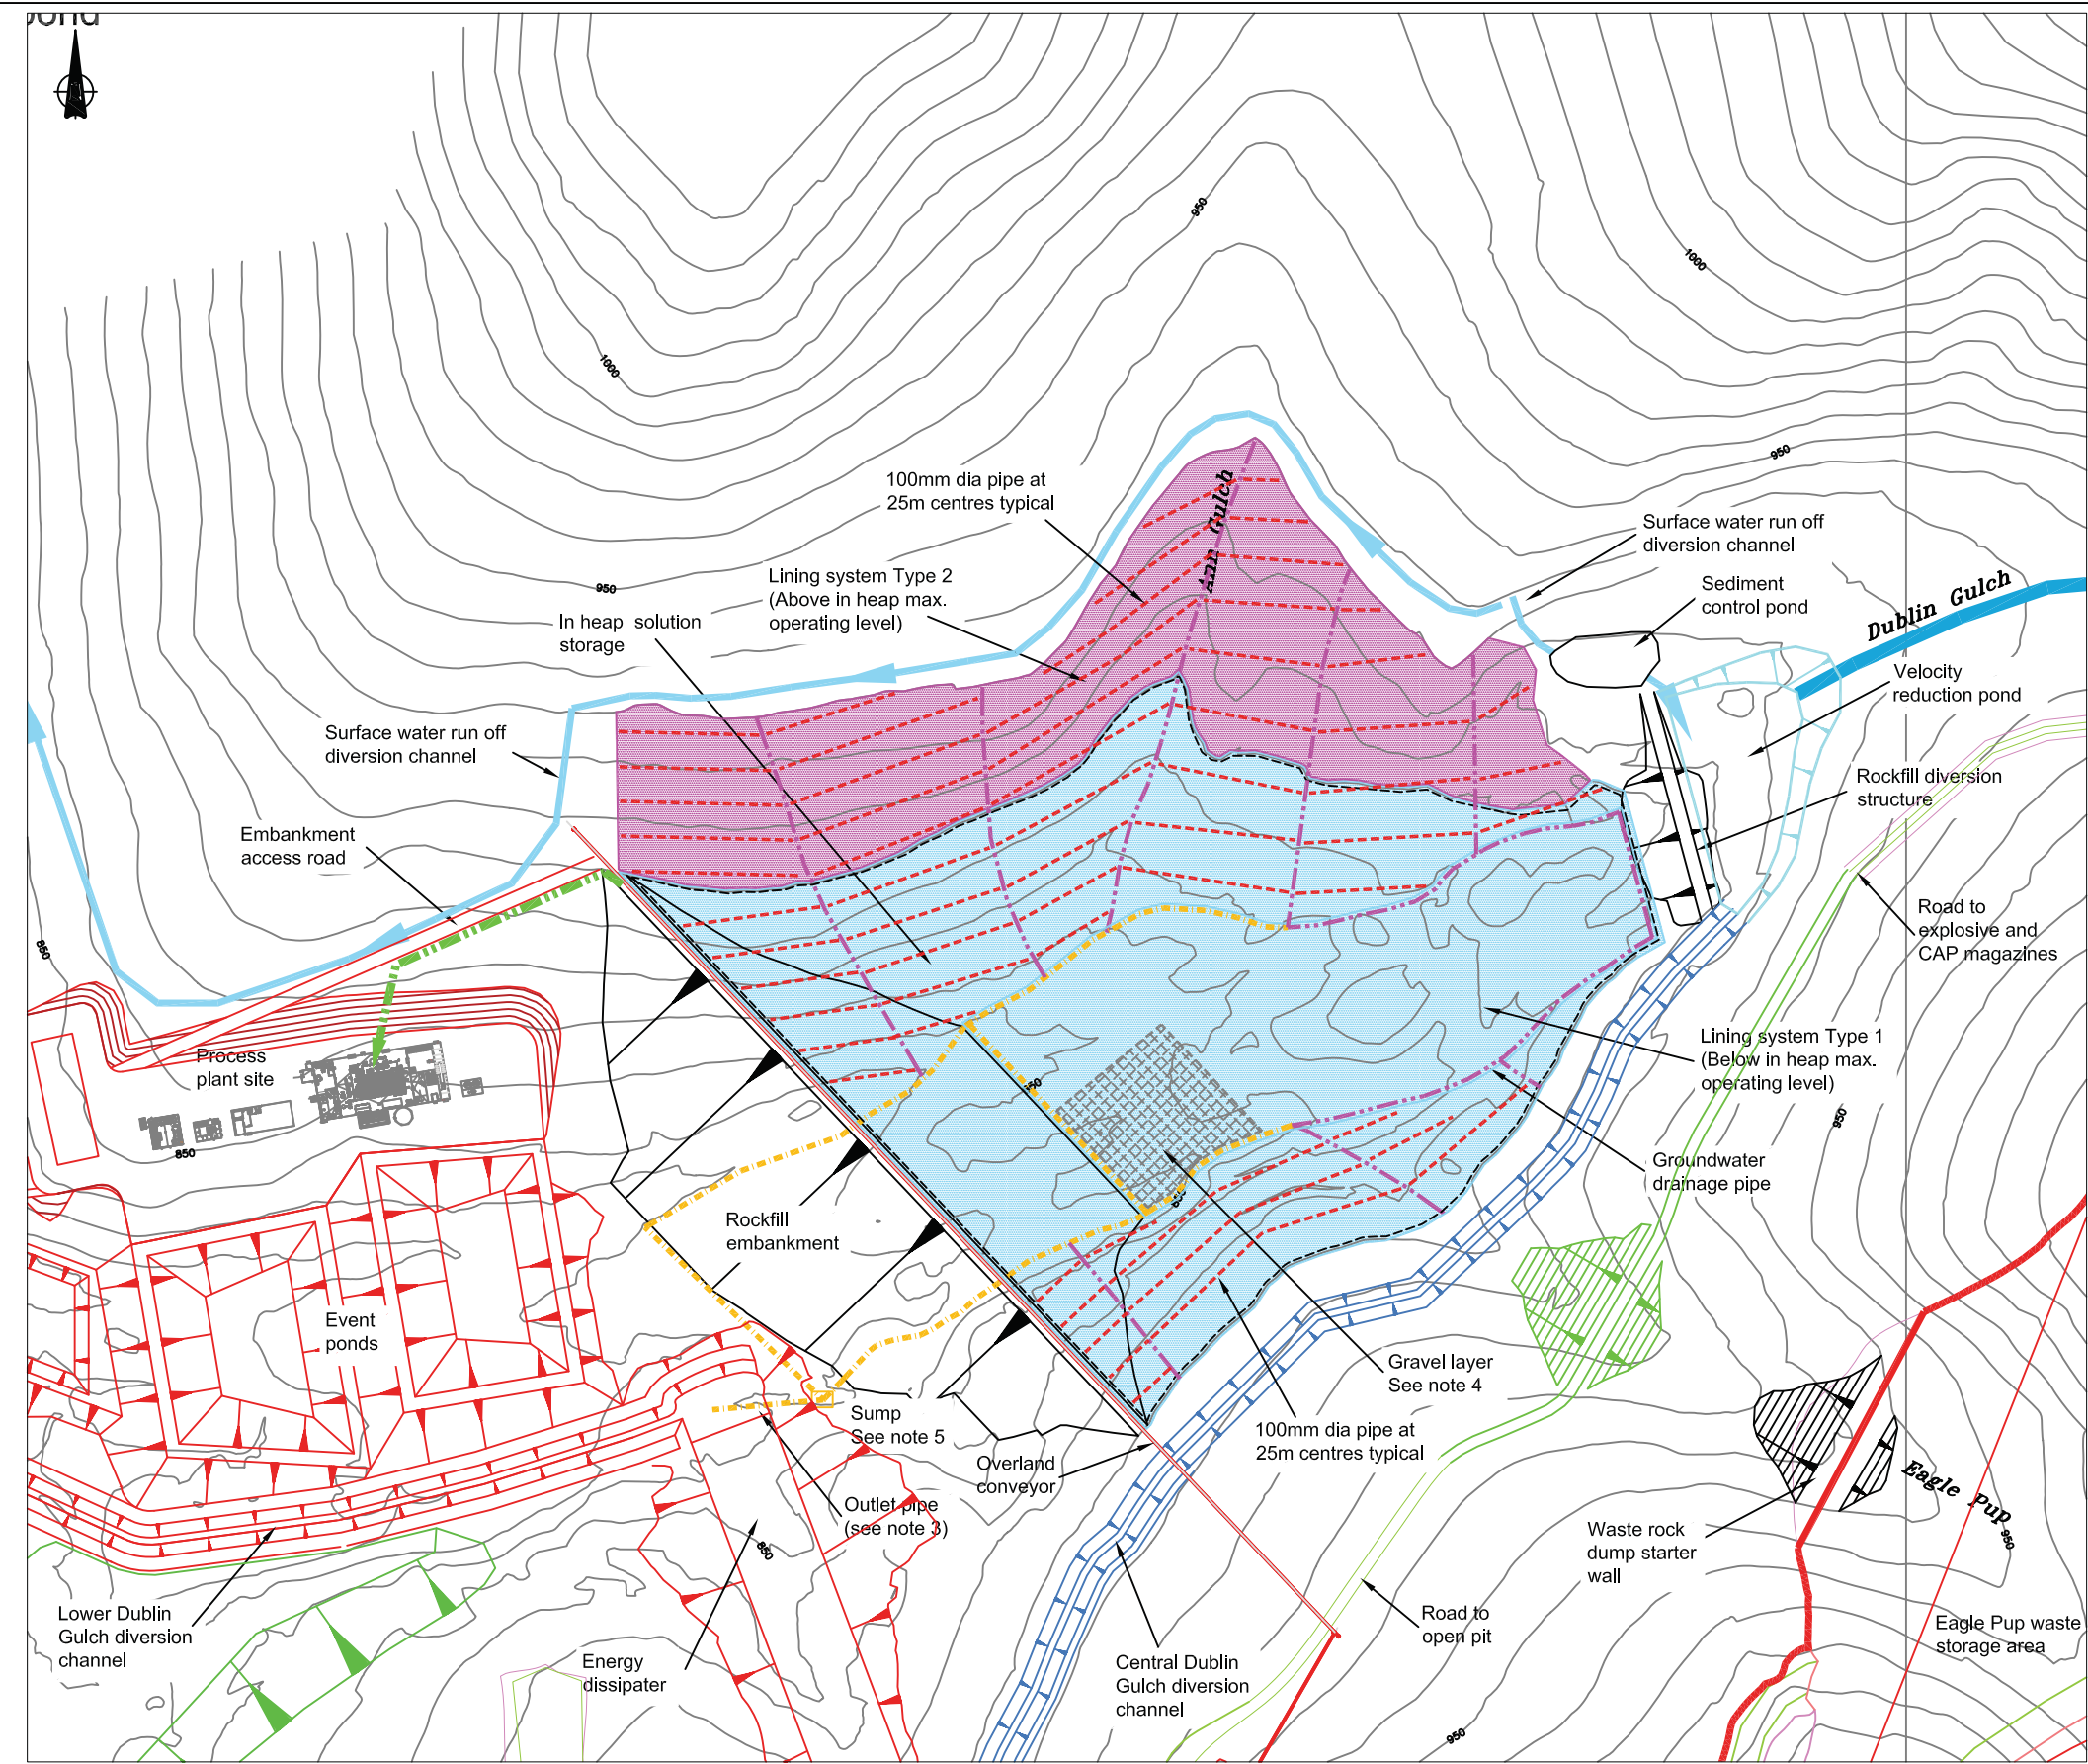 pond
950
1000
1000
950
950
100mm dia pipe at
25m centres typical
Ann Gulch
Surface water run off
diversion channel
Lining system Type 2
(Above in heap max.
operating level)
In heap solution
storage
Sediment
control pond
Dublin Gulch
Velocity
reduction pond
Surface water run off
diversion channel
Rockfill diversion
structure
Embankment
access road
Road to
explosive and
CAP magazines
850
Process
plant site
850
Lining system Type 1
(Below in heap max.
operating level)
950
Groundwater
drainage pipe
Rockfill
embankment
Event
ponds
Gravel layer
See note 4
Sump
See note 5
100mm dia pipe at
25m centres typical
Overland
conveyor
Outlet pipe
(see note 3)
850
Eagle Pup
950
Waste rock
dump starter
wall
Lower Dublin
Gulch diversion
channel
Energy
dissipater
Road to
open pit
Eagle Pup waste
storage area
Central Dublin
Gulch diversion
channel
950